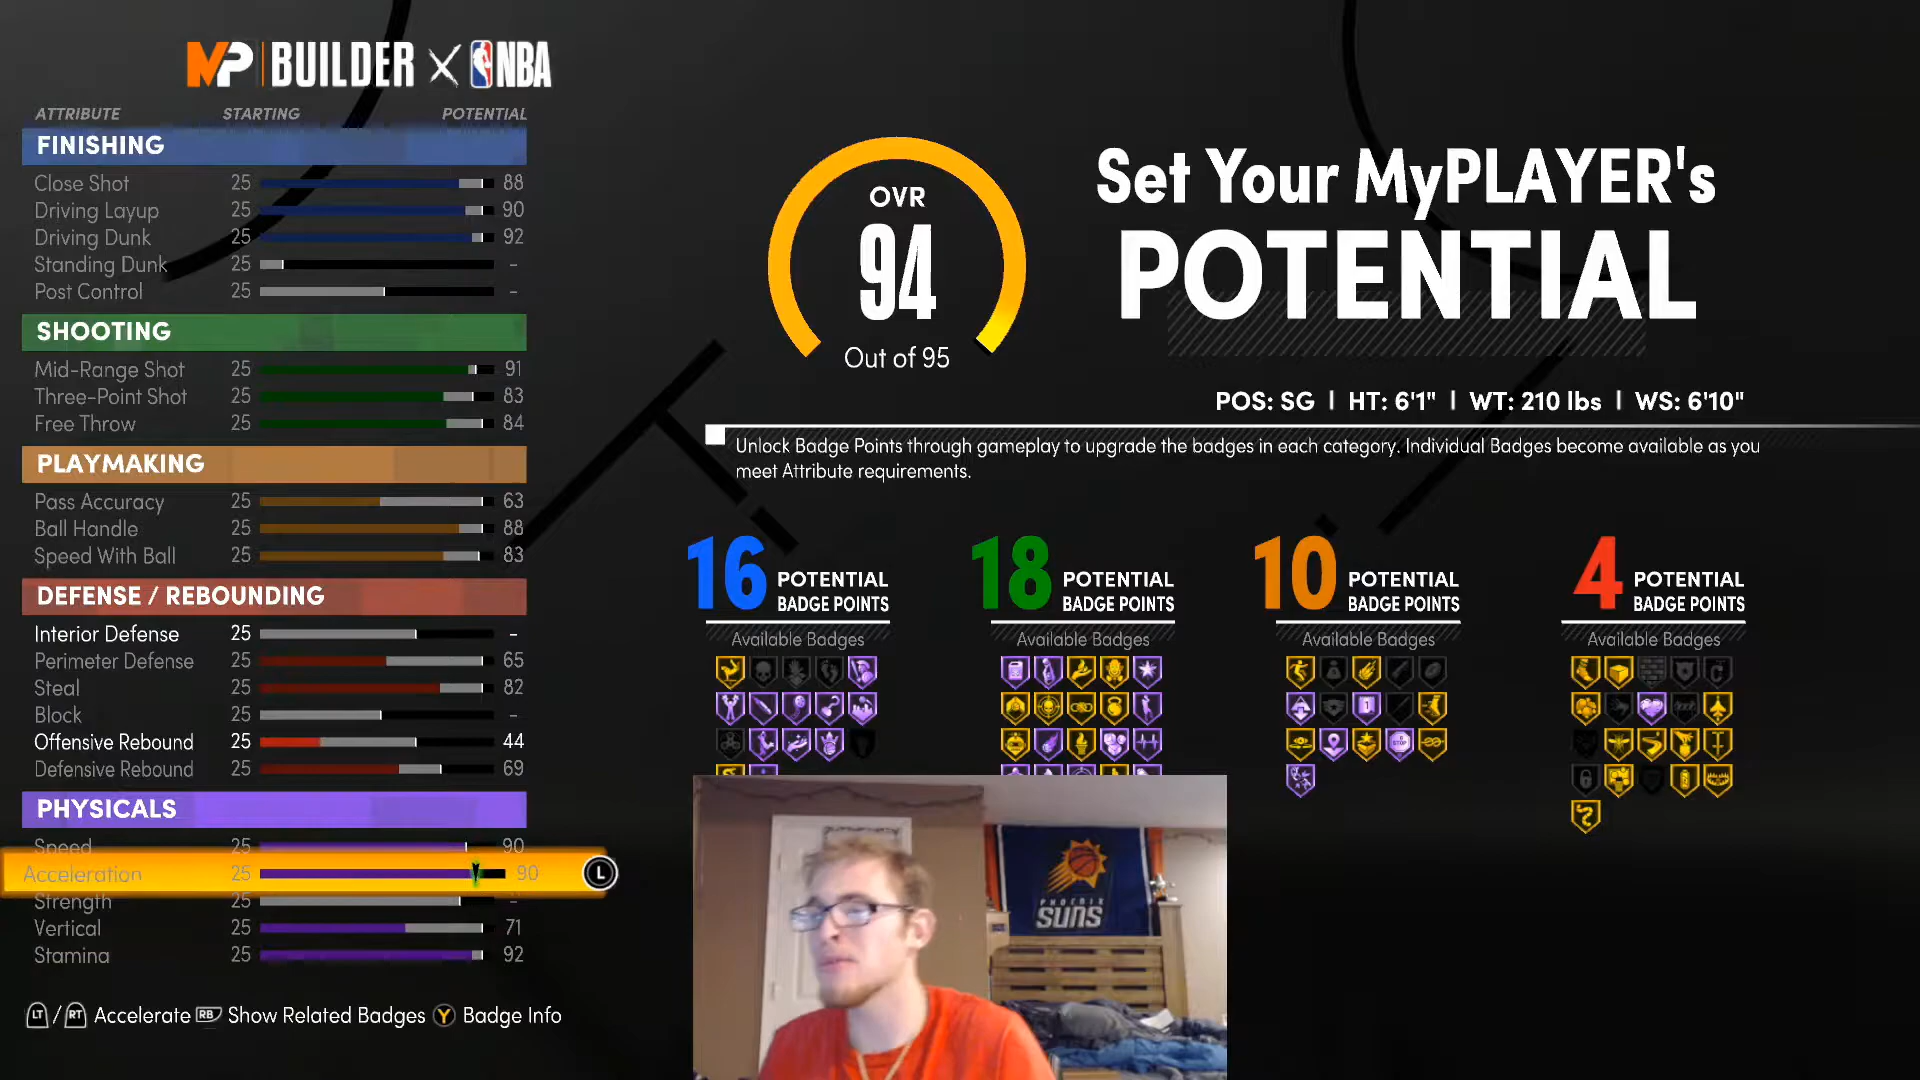 MP | BUILDER X NBA
ATTRIBUTE STARTING POTENTIAL
FINISHING
Close Shot 25 88
Driving Layup 25 90
Driving Dunk 25 92
Standing Dunk 25 -
Post Control 25 -
SHOOTING
Mid-Range Shot 25 91
Three-Point Shot 25 83
Free Throw 25 84
PLAYMAKING
Pass Accuracy 25 63
Ball Handle 25 88
Speed With Ball 25 83
DEFENSE / REBOUNDING
Interior Defense 25 -
Perimeter Defense 25 65
Steal 25 82
Block 25 -
Offensive Rebound 25 44
Defensive Rebound 25 69
PHYSICALS
Speed 25 90
Acceleration 25 90 L
Strength 25 -
Vertical 25 71
Stamina 25 92
LT / RT Accelerate RB Show Related Badges Y Badge Info
OVR
94
Out of 95
Set Your MyPLAYER's
POTENTIAL
POS: SG | HT: 6'1" | WT: 210 lbs | WS: 6'10"
Unlock Badge Points through gameplay to upgrade the badges in each category. Individual Badges become available as you
meet Attribute requirements.
16 POTENTIAL BADGE POINTS
Available Badges
18 POTENTIAL BADGE POINTS
Available Badges
10 POTENTIAL BADGE POINTS
Available Badges
4 POTENTIAL BADGE POINTS
Available Badges
PHOENIX
SUNS